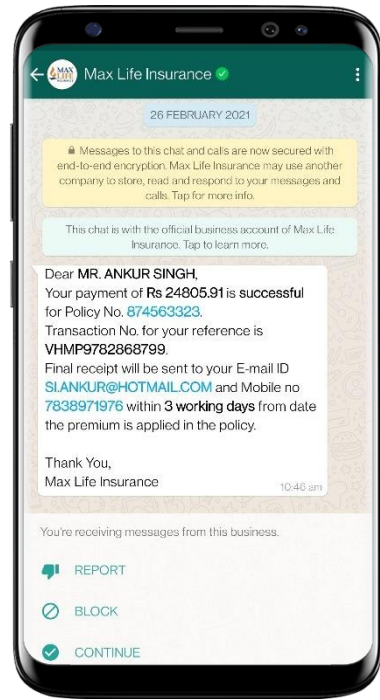 MAX
LIFE
INSURANCE
Max Life Insurance
26 FEBRUARY 2021
Messages to this chat and calls are now secured with
end-to-end encryption. Max Life Insurance may use another
company to store, read and respond to your messages and
calls. Tap for more info.
This chat is with the official business account of Max Life
Insurance. Tap to learn more.
Dear MR. ANKUR SINGH,
Your payment of Rs 24805.91 is successful
for Policy No. 874563323.
Transaction No. for your reference is
VHMP9782868799.
Final receipt will be sent to your E-mail ID
SI.ANKUR@HOTMAIL.COM and Mobile no
7838971976 within 3 working days from date
the premium is applied in the policy.
Thank You,
Max Life Insurance
10:46 am
You're receiving messages from this business.
REPORT
BLOCK
CONTINUE